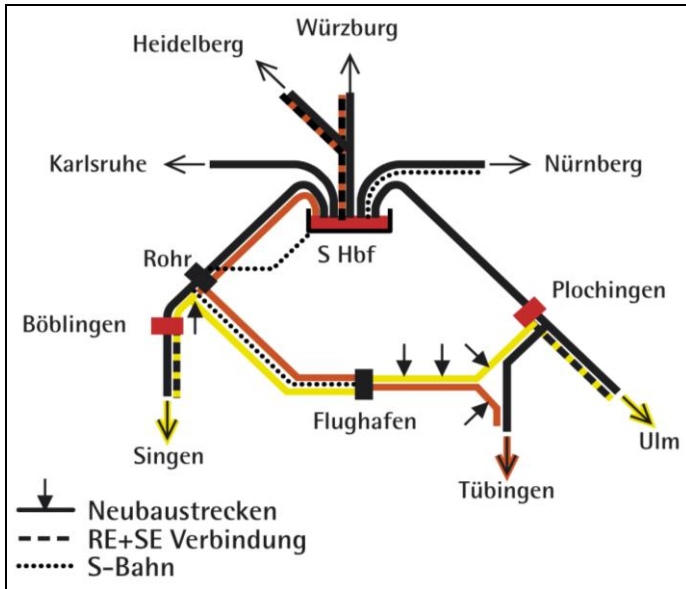 Würzburg
Heidelberg
Karlsruhe
Nürnberg
S Hbf
Rohr
Plochingen
Böblingen
Flughafen
Ulm
Singen
Tübingen
Neubaustrecken
RE+SE Verbindung
S-Bahn